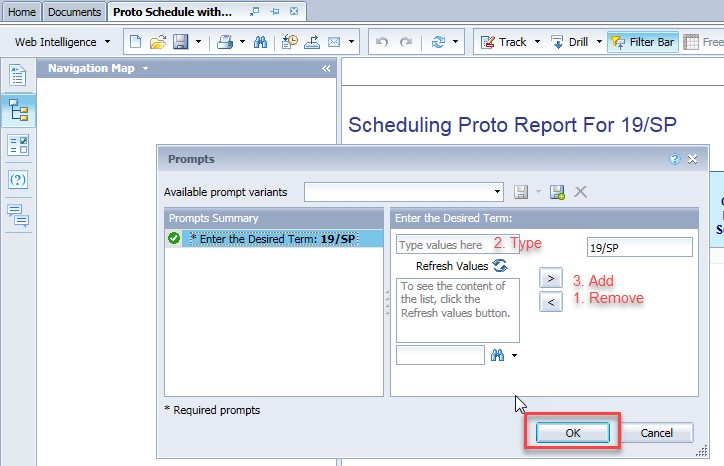 Home Documents Proto Schedule with...
Web Intelligence Track Drill Filter Bar
Navigation Map
Scheduling Proto Report For 19/SP
Prompts
Available prompt variants
Prompts Summary
* Enter the Desired Term: 19/SP
* Required prompts
Enter the Desired Term:
Type values here 2. Type
19/SP
Refresh Values
To see the content of
the list, click the
Refresh values button.
>
3. Add
<
1. Remove
OK Cancel